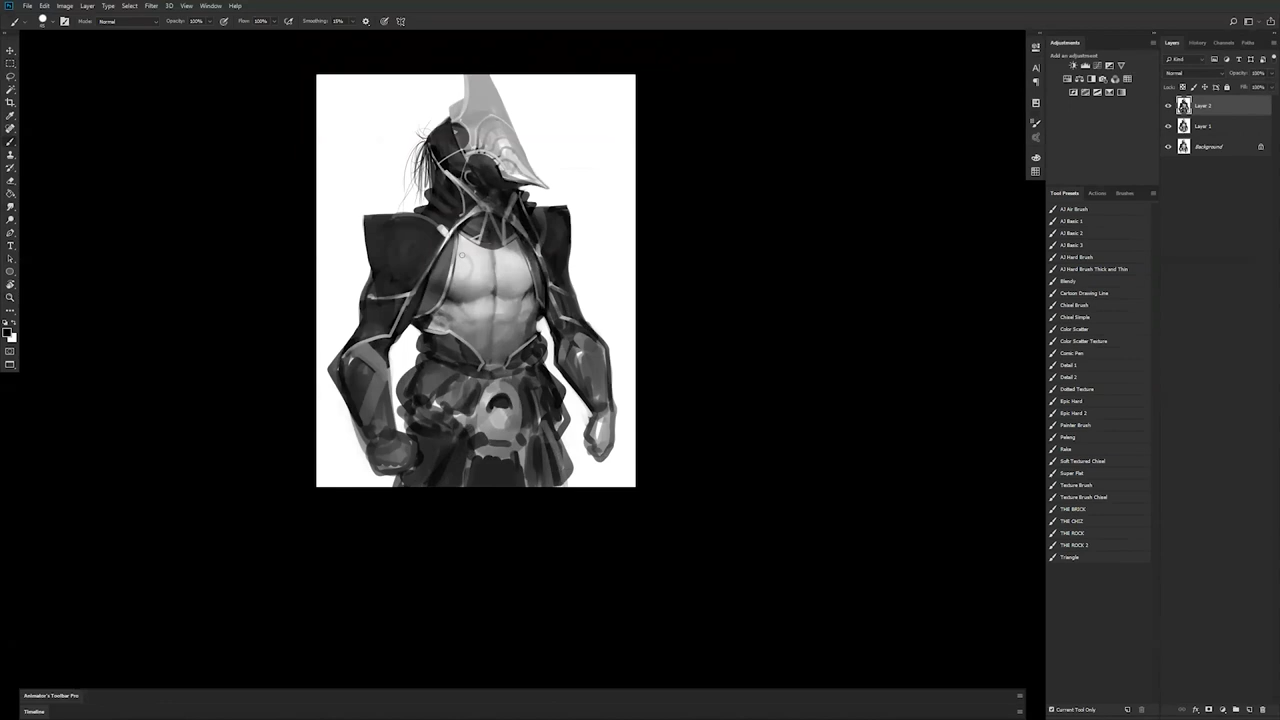 Ps File Edit Image Layer Type Select Filter 3D View Window Help
Mode: Normal Opacity: 100% Flow: 100% Smoothing: 15%
Adjustments
Add an adjustment
Layers History Channels Paths
Kind
Normal Opacity: 100%
Lock: Fill: 100%
Layer 2
Layer 1
Background
Tool Presets Actions Brushes
AJ Air Brush
AJ Basic 1
AJ Basic 2
AJ Basic 3
AJ Hard Brush
AJ Hard Brush Thick and Thin
Blendy
Cartoon Drawing Line
Chisel Brush
Chisel Simple
Color Scatter
Color Scatter Texture
Comic Pen
Detail 1
Detail 2
Dotted Texture
Epic Hard
Epic Hard 2
Painter Brush
Pelang
Rake
Soft Textured Chisel
Super Flat
Texture Brush
Texture Brush Chisel
THE BRICK
THE CHIZ
THE ROCK
THE ROCK 2
Triangle
Current Tool Only
Animator's Toolbar Pro
Timeline